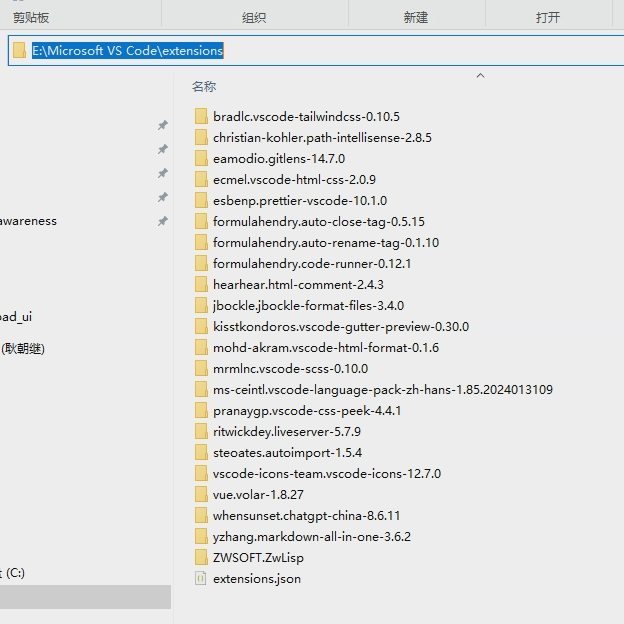 剪贴板 组织 新建 打开
E:\Microsoft VS Code\extensions
名称
bradlc.vscode-tailwindcss-0.10.5
christian-kohler.path-intellisense-2.8.5
eamodio.gitlens-14.7.0
ecmel.vscode-html-css-2.0.9
esbenp.prettier-vscode-10.1.0
awareness
formulahendry.auto-close-tag-0.5.15
formulahendry.auto-rename-tag-0.1.10
formulahendry.code-runner-0.12.1
hearhear.html-comment-2.4.3
jbockle.jbockle-format-files-3.4.0
oad_ui
kisstkondoros.vscode-gutter-preview-0.30.0
(耿朝继)
mohd-akram.vscode-html-format-0.1.6
mrmlnc.vscode-scss-0.10.0
ms-ceintl.vscode-language-pack-zh-hans-1.85.2024013109
pranaygp.vscode-css-peek-4.4.1
ritwickdey.liveserver-5.7.9
steoates.autoimport-1.5.4
vscode-icons-team.vscode-icons-12.7.0
vue.volar-1.8.27
whensunset.chatgpt-china-8.6.11
yzhang.markdown-all-in-one-3.6.2
ZWSOFT.ZwLisp
(C:)
extensions.json